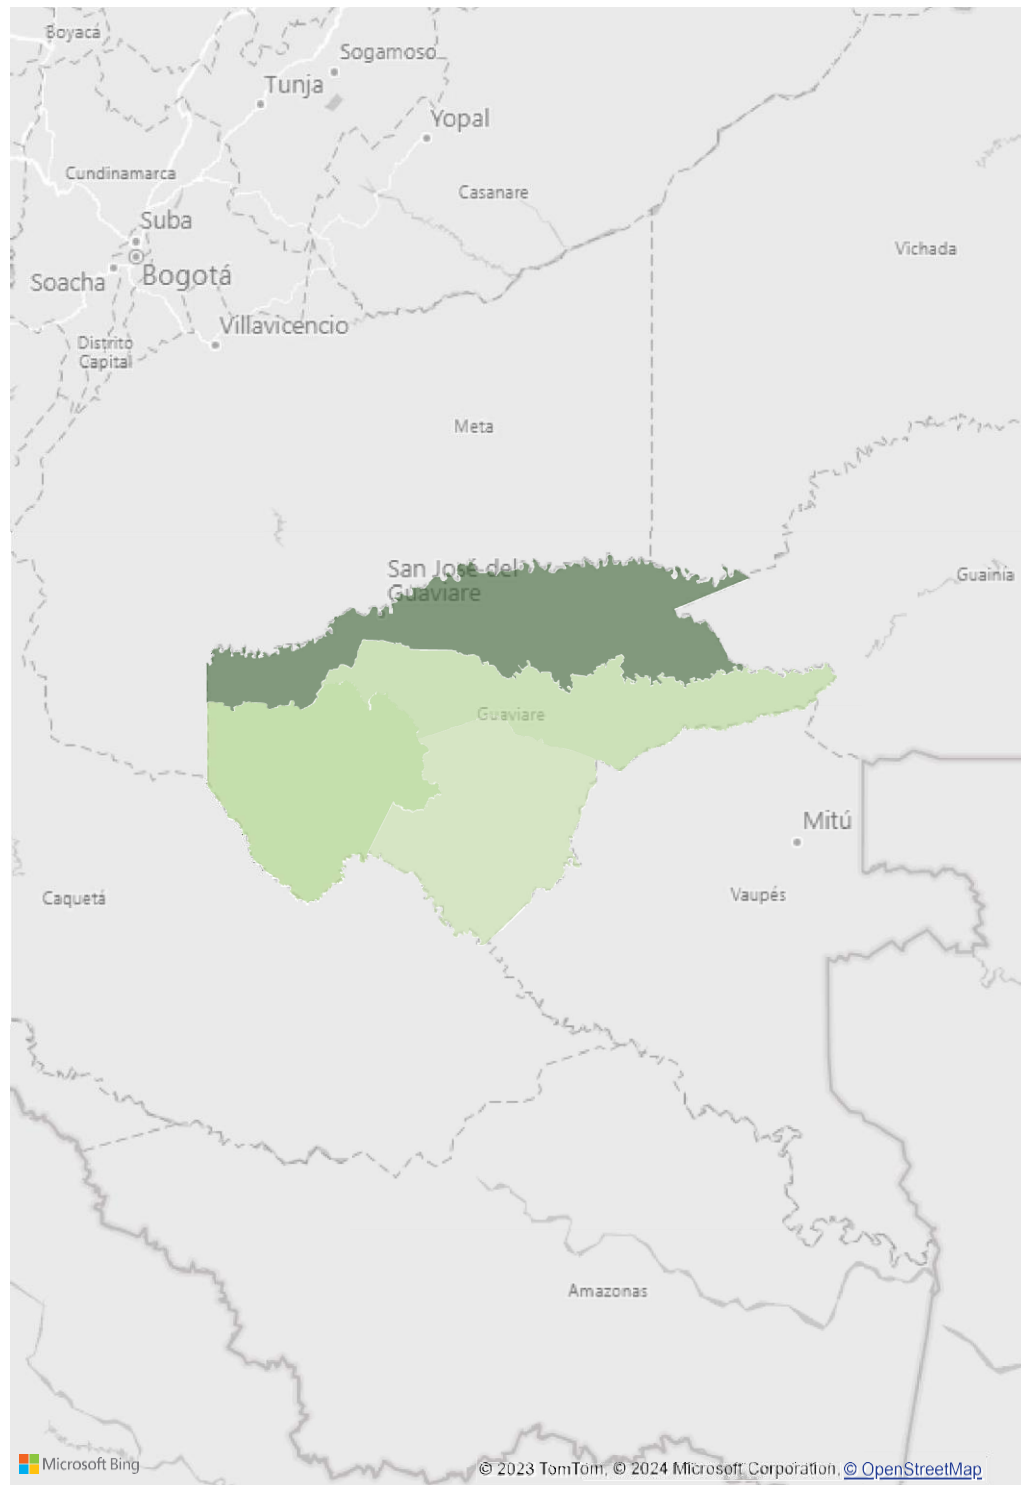 Boyacá
Sogamoso
Tunja
Yopal
Cundinamarca
Casanare
Suba
Vichada
Soacha
Bogotá
Villavicencio
Distrito
Capital
Meta
San José del
Guaviare
Guainía
Guaviare
Mitú
Caquetá
Vaupés
Amazonas
Microsoft Bing
© 2023 TomTom, © 2024 Microsoft Corporation, © OpenStreetMap